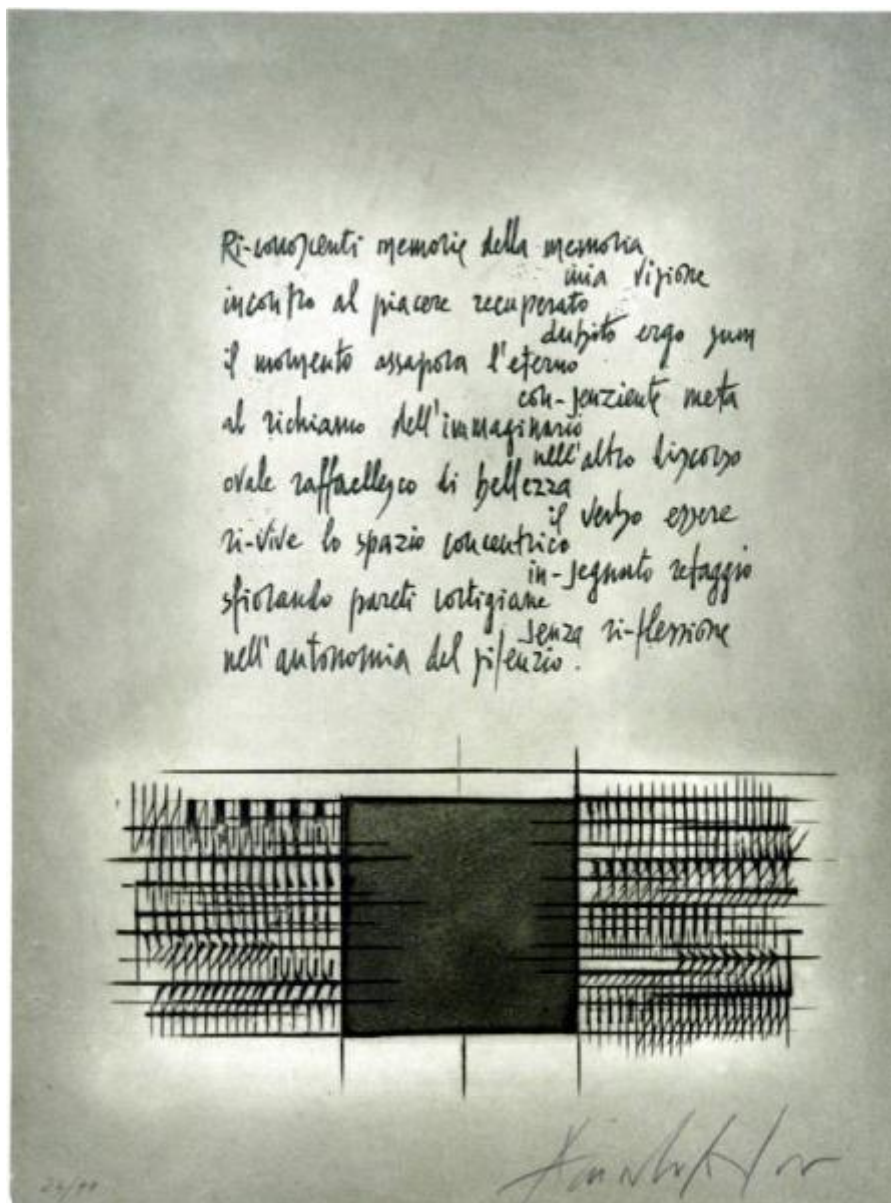 Ri-conoscenti memorie della memoria
mia visione
incontro al piacere recuperato
dubito ergo sum
il momento assapora l'eterno
con-senziente meta
al richiamo dell'immaginario
nell'altro discorso
ovale raffaellesco di bellezza
il verbo essere
ri-vive lo spazio concentrico
in-segnato retaggio
sfiorando pareti cortigiane
senza ri-flessione
nell'autonomia del silenzio.